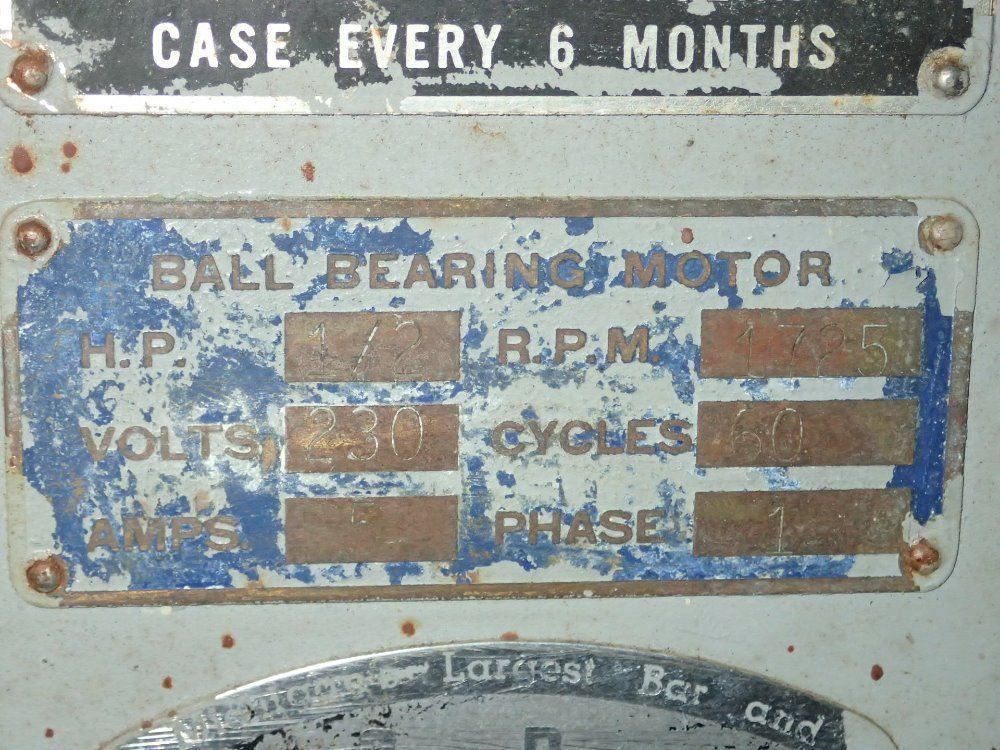 CASE EVERY 6 MONTHS
BALL BEARING MOTOR
H.P. 1/2 R.P.M. 1725
VOLTS 230 CYCLES 60
AMPS. PHASE 1
Largest Bar and